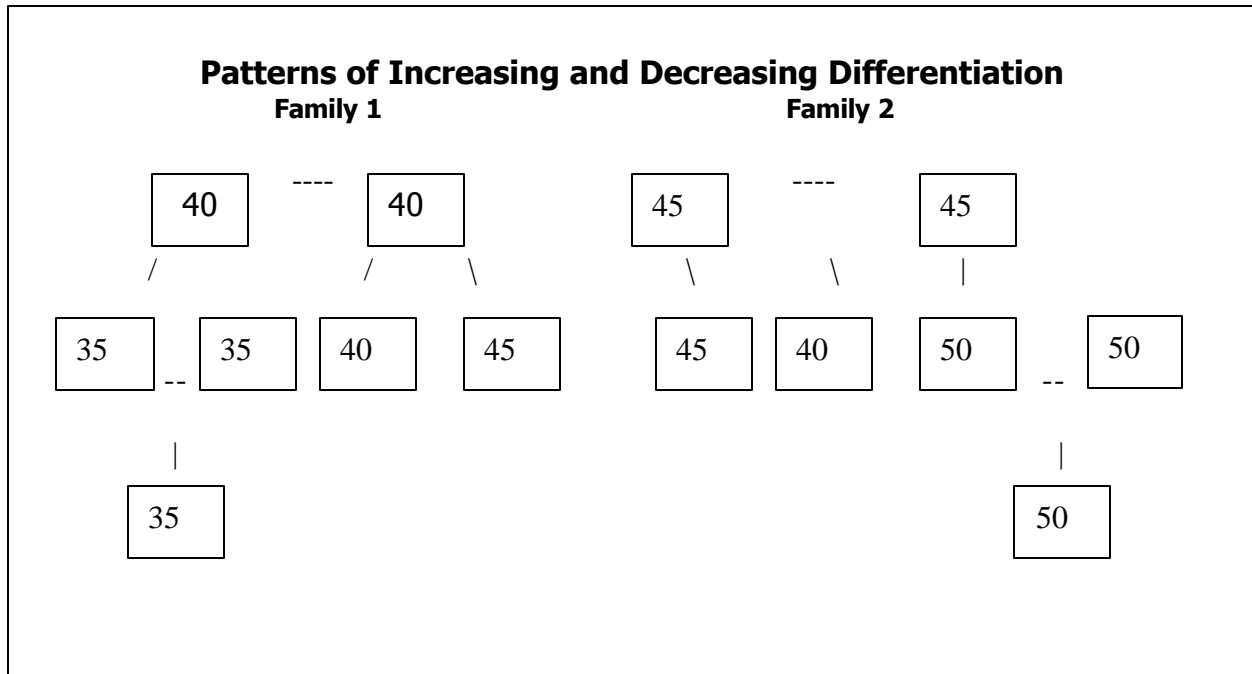 Patterns of Increasing and Decreasing Differentiation
Family 1 Family 2
40 ---- 40 45 ---- 45
/ / \ \ \ |
35 -- 35 40 45 45 40 50 -- 50
| |
35 50